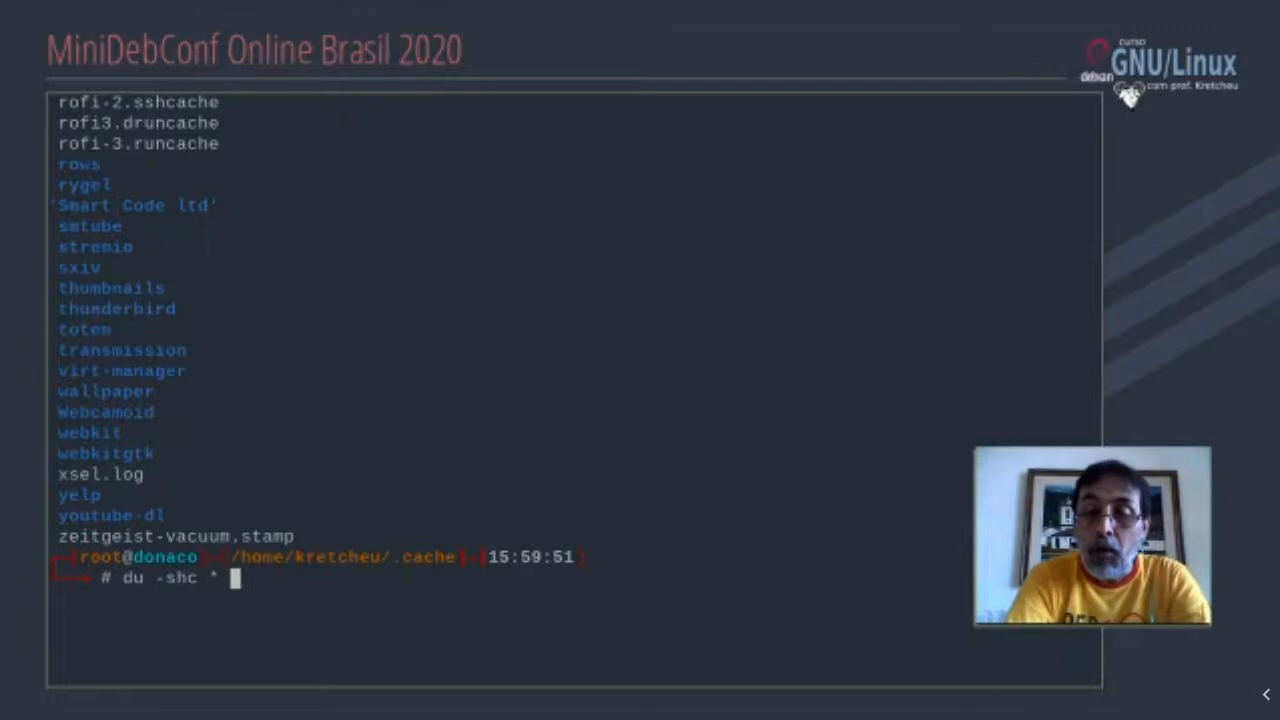 MiniDebConf Online Brasil 2020
curso
GNU/Linux
debian
com prof. Kretcheu
rofi-2.sshcache
rofi3.druncache
rofi-3.runcache
rows
rygel
'Smart Code ltd'
smtube
stremio
sxiv
thumbnails
thunderbird
totem
transmission
virt-manager
wallpaper
Webcamoid
webkit
webkitgtk
xsel.log
yelp
youtube-dl
zeitgeist-vacuum.stamp
[root@donaco]-[/home/kretcheu/.cache]-[15:59:51]
# du -shc *